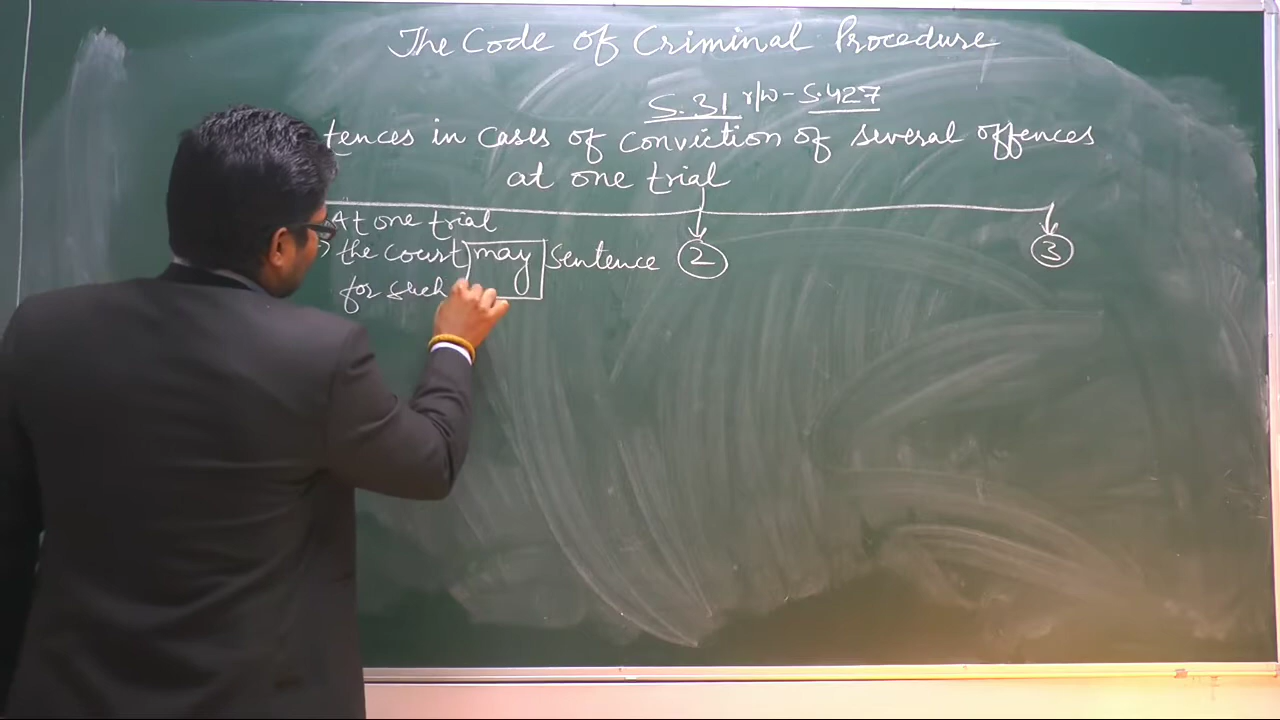 The Code of Criminal Procedure
S.31 r/w - S.427
tences in cases of conviction of several offences
at one trial
At one trial
the court may sentence
for such
2
3